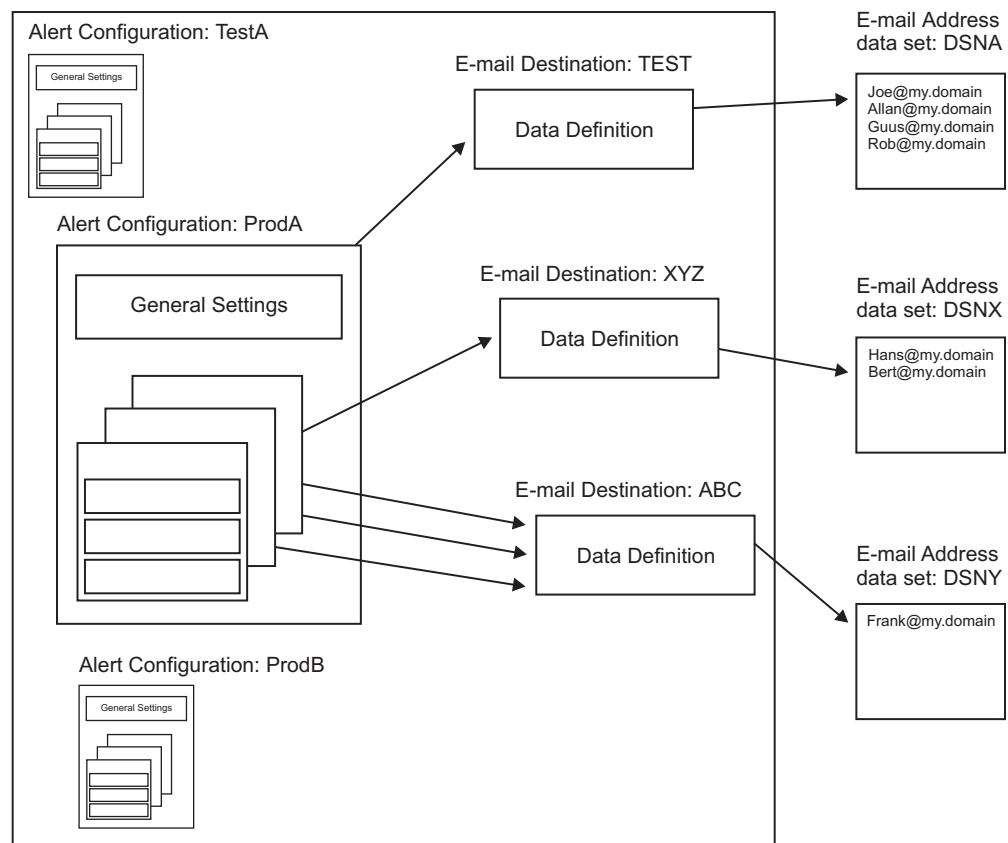 Alert Configuration: TestA
General Settings
E-mail Destination: TEST
Data Definition
E-mail Address
data set: DSNA
Joe@my.domain
Allan@my.domain
Guus@my.domain
Rob@my.domain
Alert Configuration: ProdA
General Settings
E-mail Destination: XYZ
Data Definition
E-mail Address
data set: DSNX
Hans@my.domain
Bert@my.domain
E-mail Destination: ABC
Data Definition
E-mail Address
data set: DSNY
Frank@my.domain
Alert Configuration: ProdB
General Settings